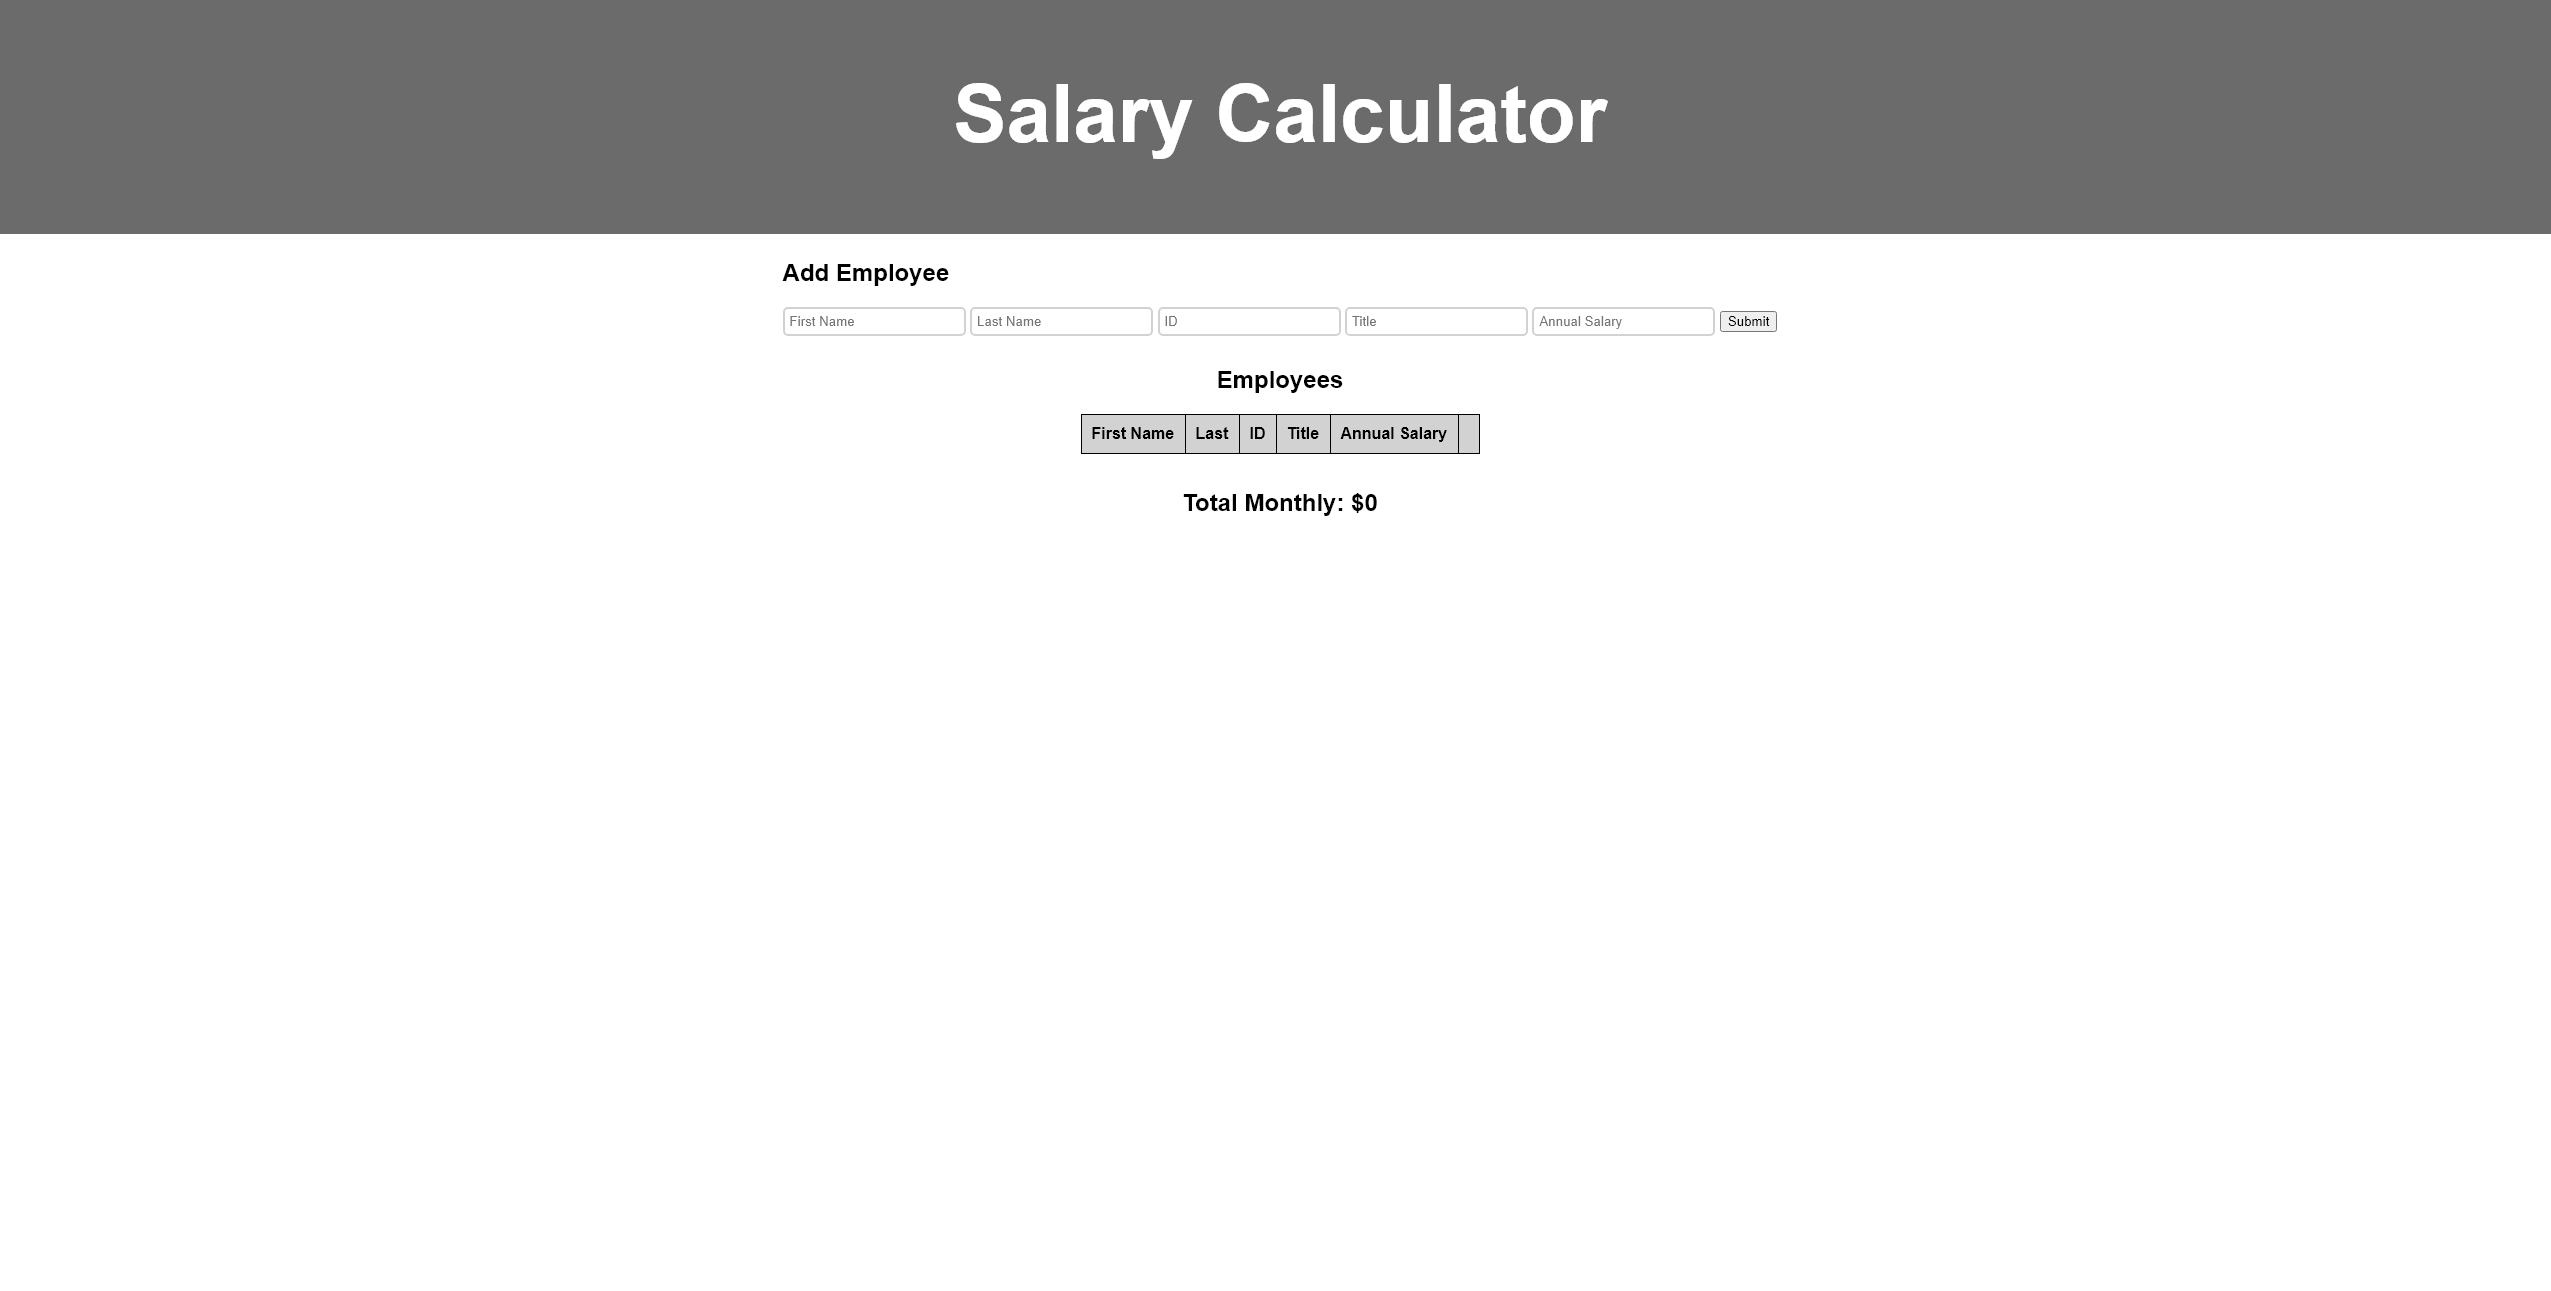 Salary Calculator
Add Employee
First Name Last Name ID Title Annual Salary Submit
Employees
First Name Last ID Title Annual Salary
Total Monthly: $0